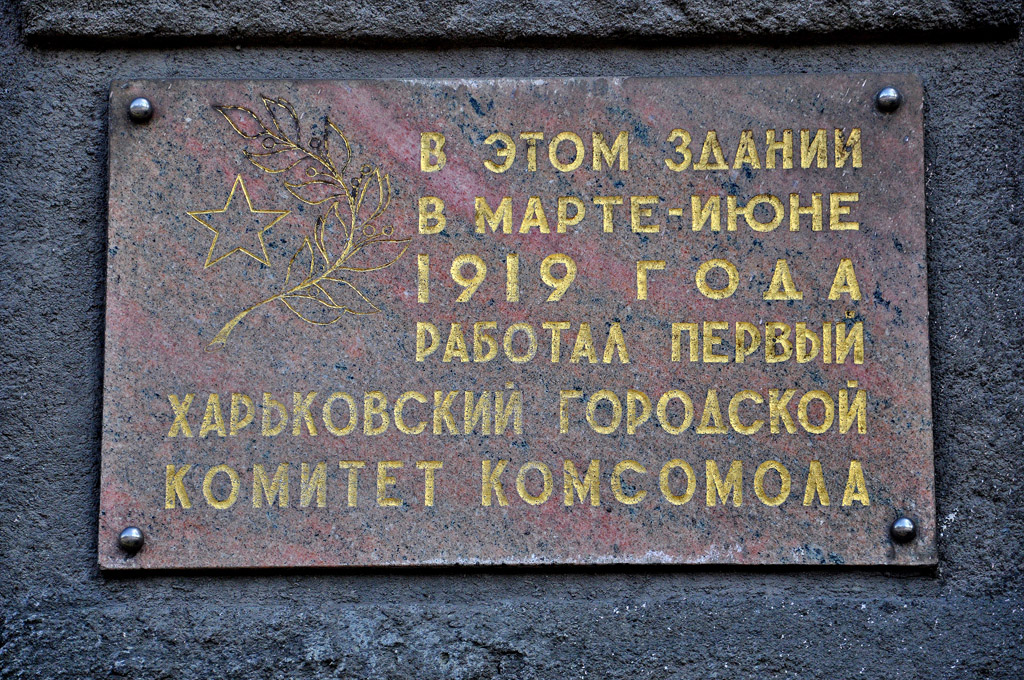 В ЭТОМ ЗДАНИИ
В МАРТЕ-ИЮНЕ
1919 ГОДА
РАБОТАЛ ПЕРВЫЙ
ХАРЬКОВСКИЙ ГОРОДСКОЙ
КОМИТЕТ КОМСОМОЛА